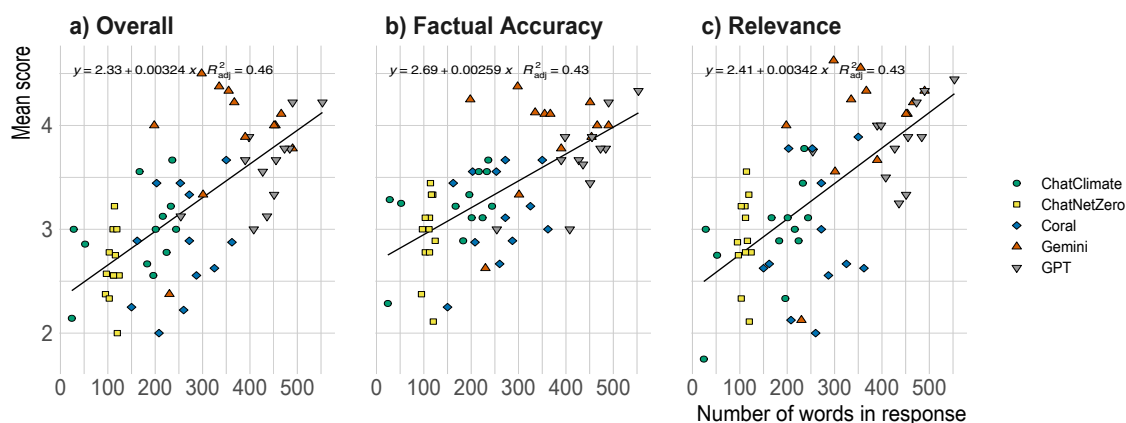 a) Overall
b) Factual Accuracy
c) Relevance
Mean score
y = 2.33 + 0.00324 x R²adj = 0.46
y = 2.69 + 0.00259 x R²adj = 0.43
y = 2.41 + 0.00342 x R²adj = 0.43
4
3
2
0 100 200 300 400 500
0 100 200 300 400 500
0 100 200 300 400 500
Number of words in response
ChatClimate
ChatNetZero
Coral
Gemini
GPT